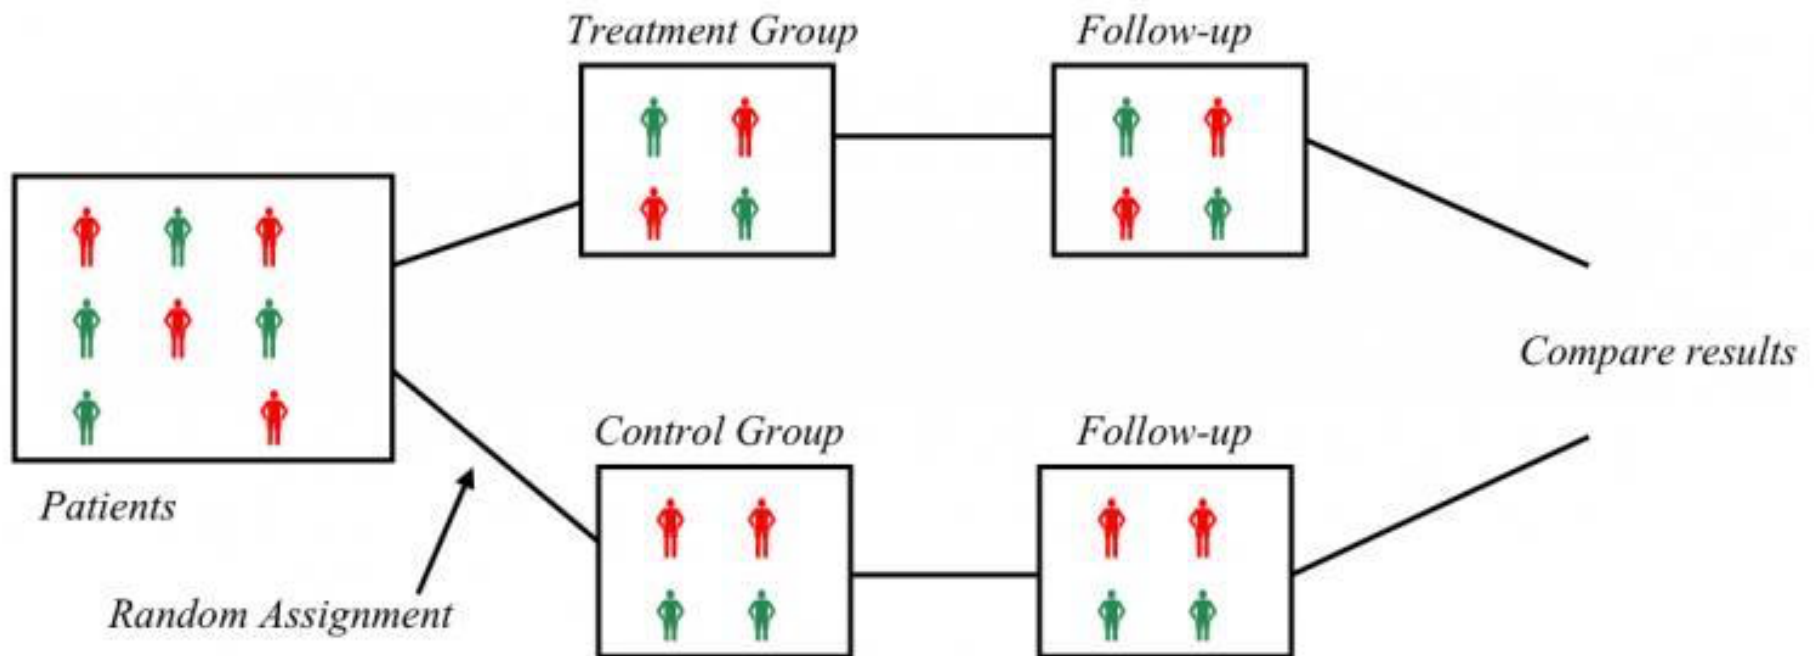 Treatment Group
Follow-up
Patients
Random Assignment
Control Group
Follow-up
Compare results